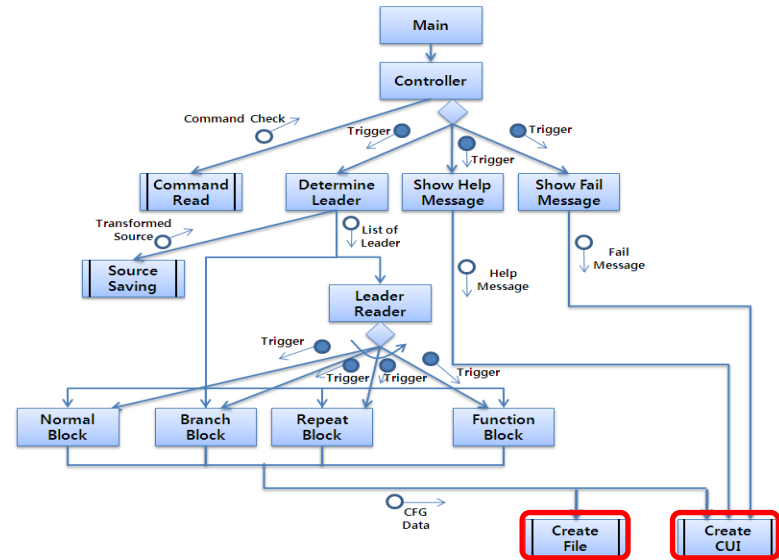 Main
Controller
Command Check
Trigger
Trigger
Trigger
Command
Read
Determine
Leader
Show Help
Message
Show Fail
Message
Transformed
Source
List of
Leader
Source
Saving
Help
Message
Fail
Message
Leader
Reader
Trigger
Trigger
Trigger
Trigger
Normal
Block
Branch
Block
Repeat
Block
Function
Block
CFG
Data
Create
File
Create
CUI